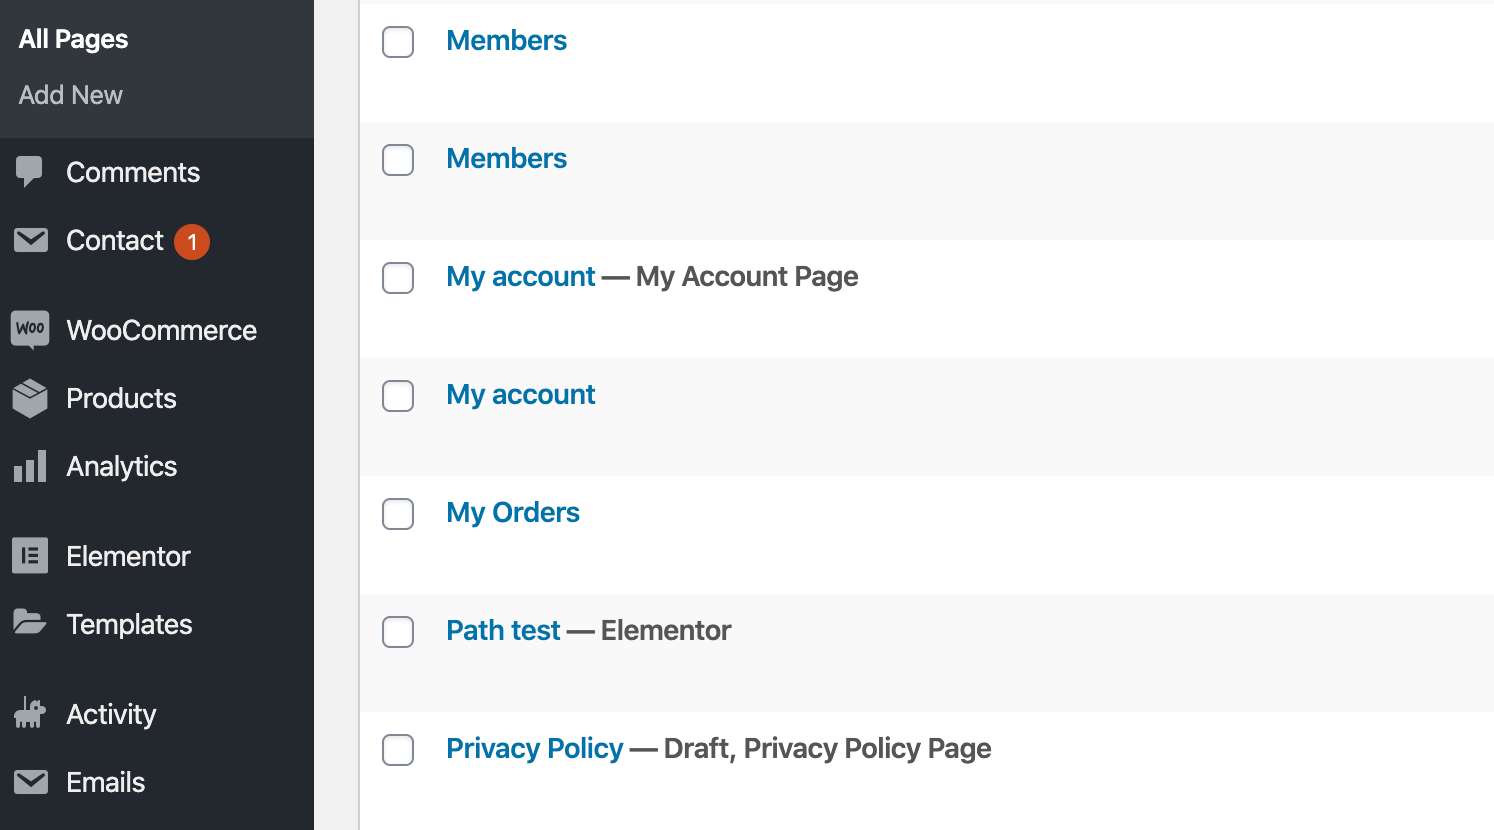 All Pages
Add New
Comments
Contact 1
WOO WooCommerce
Products
Analytics
Elementor
Templates
Activity
Emails
Members
Members
My account — My Account Page
My account
My Orders
Path test — Elementor
Privacy Policy — Draft, Privacy Policy Page